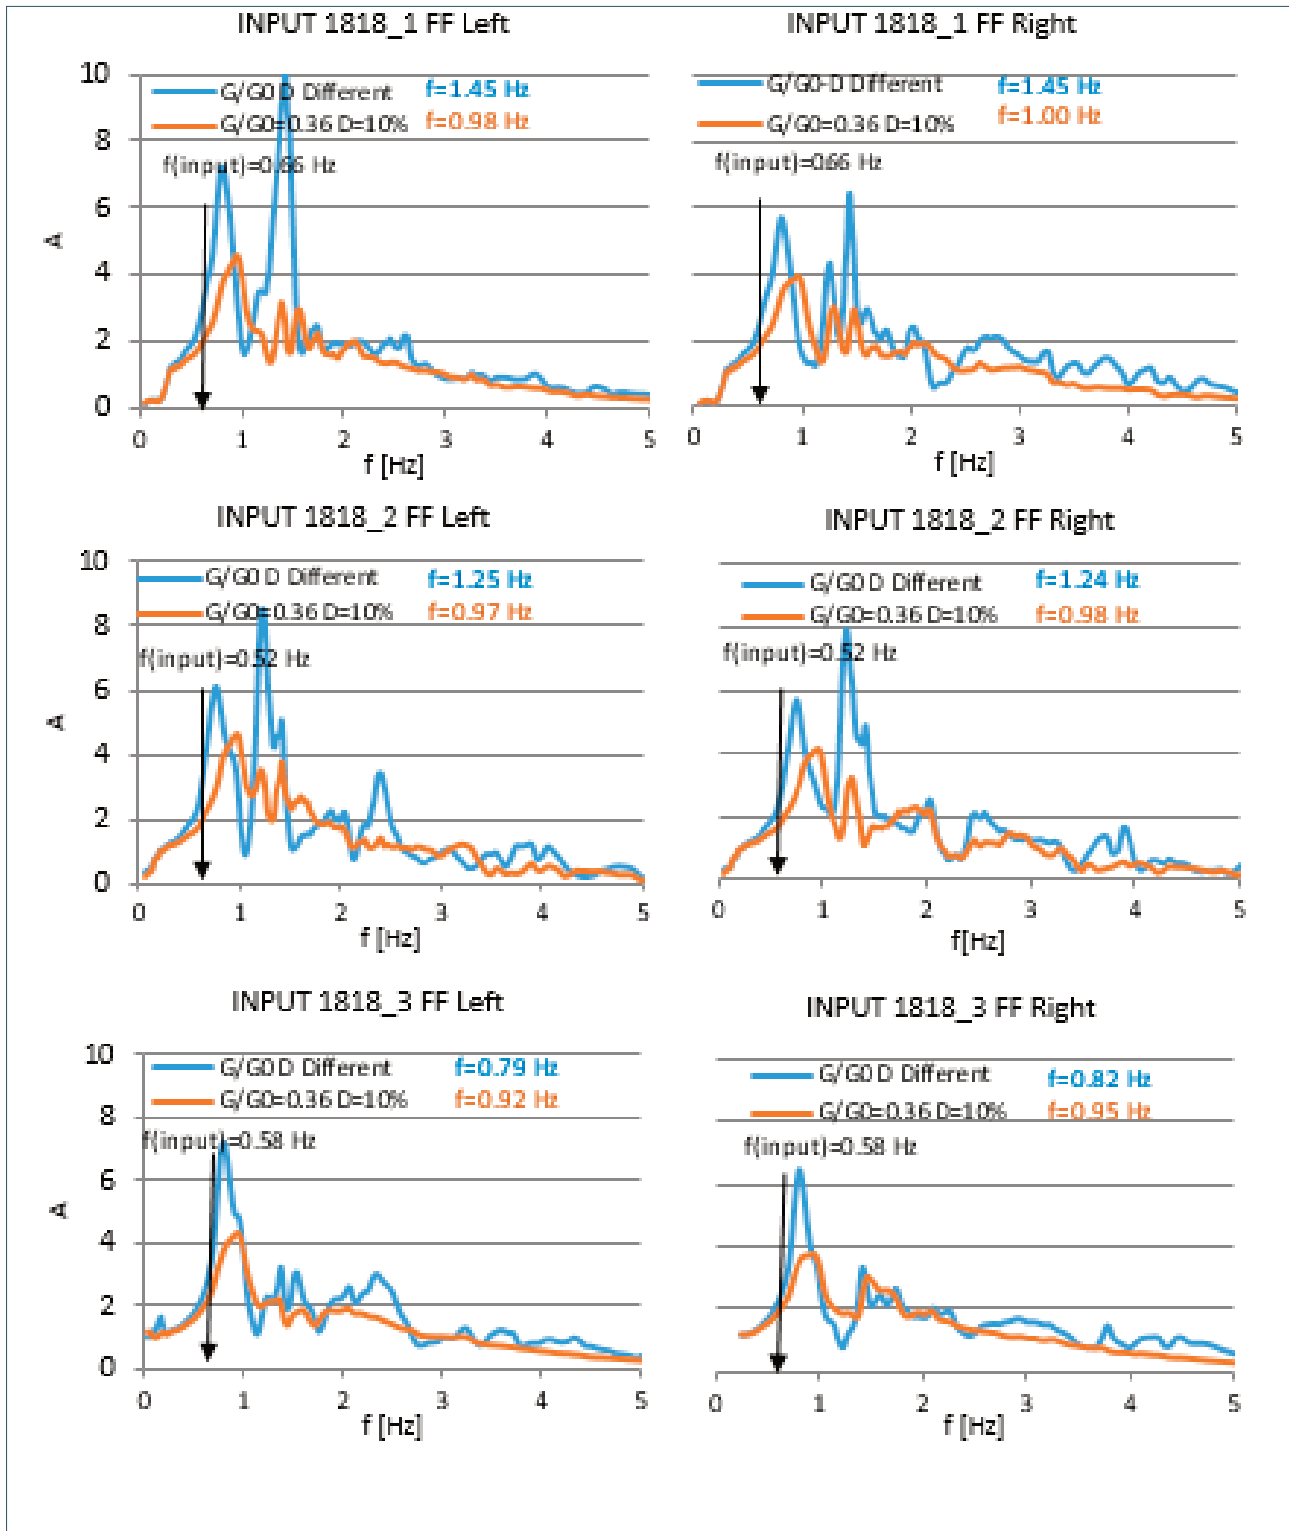 INPUT 1818_1 FF Left
10
G/G0 D Different f=1.45 Hz
G/G0=0.36 D=10% f=0.98 Hz
8
f(input)=0.66 Hz
6
A
4
2
0
0 1 2 3 4 5
f [Hz]
INPUT 1818_1 FF Right
G/G0-D Different f=1.45 Hz
G/G0=0.36 D=10% f=1.00 Hz
f(input)=066 Hz
0 1 2 3 4 5
f [Hz]
INPUT 1818_2 FF Left
10
G/G0 D Different f=1.25 Hz
G/G0=0.36 D=10% f=0.97 Hz
8
f(input)=0.52 Hz
6
A
4
2
0
0 1 2 3 4 5
f [Hz]
INPUT 1818_2 FF Right
G/G0 D Different f=1.24 Hz
G/G0=0.36 D=10% f=0.98 Hz
f(input)=0.52 Hz
0 1 2 3 4 5
f[Hz]
INPUT 1818_3 FF Left
10
G/G0 D Different f=0.79 Hz
G/G0=0.36 D=10% f=0.92 Hz
8
f(input)=0.58 Hz
6
A
4
2
0
0 1 2 3 4 5
f [Hz]
INPUT 1818_3 FF Right
G/G0 D Different f=0.82 Hz
G/G0=0.36 D=10% f=0.95 Hz
f(input)=0.58 Hz
0 1 2 3 4 5
f [Hz]